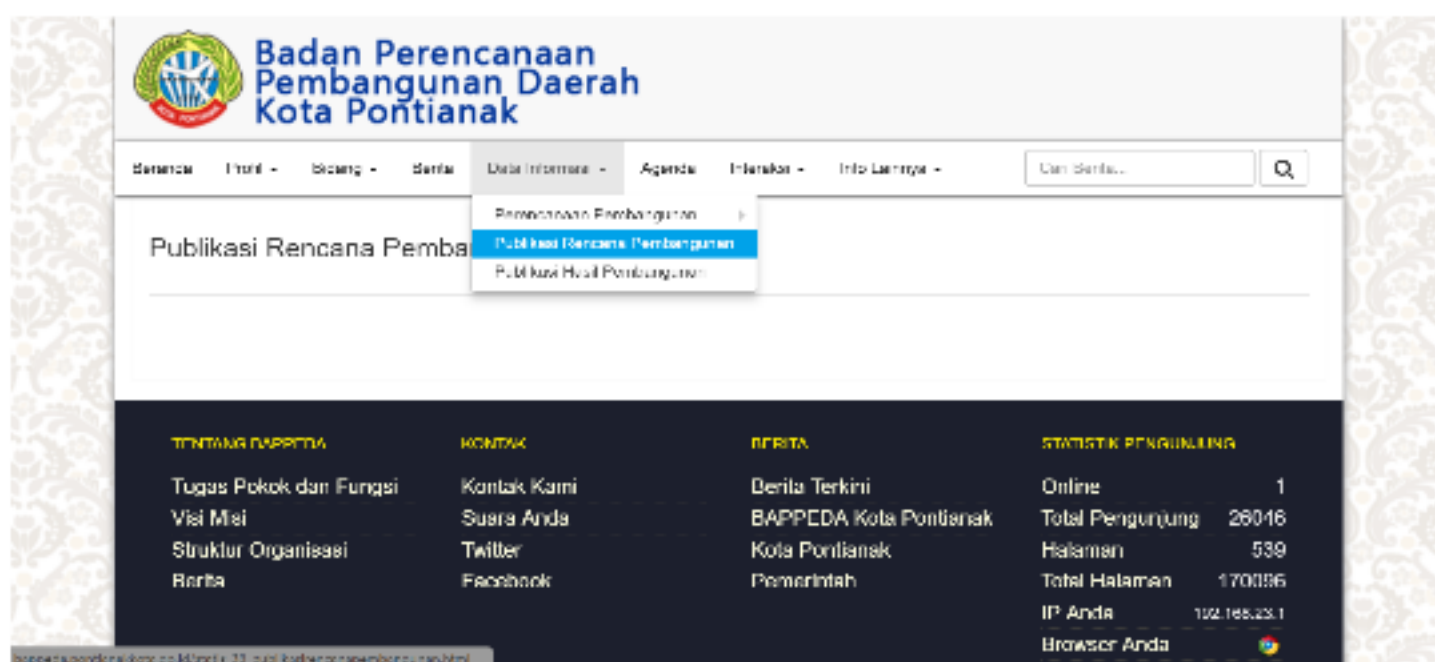 Badan Perencanaan
Pembangunan Daerah
Kota Pontianak
KOTA PONTIANAK
Beranda Profil Bidang Berita Data Informasi Agenda Interaksi Info Lainnya Cari Berita...
Perencanaan Pembangunan
Publikasi Rencana Pemba
Publikasi Rencana Pembangunan
Publikasi Hasil Pembangunan
TENTANG BAPPEDA KONTAK BERITA STATISTIK PENGUNJUNG
Tugas Pokok dan Fungsi Kontak Kami Berita Terkini Online 1
Visi Misi Suara Anda BAPPEDA Kota Pontianak Total Pengunjung 26046
Struktur Organisasi Twitter Kota Pontianak Halaman 539
Berita Facebook Pemerintah Total Halaman 170096
IP Anda 192.168.23.1
Browser Anda